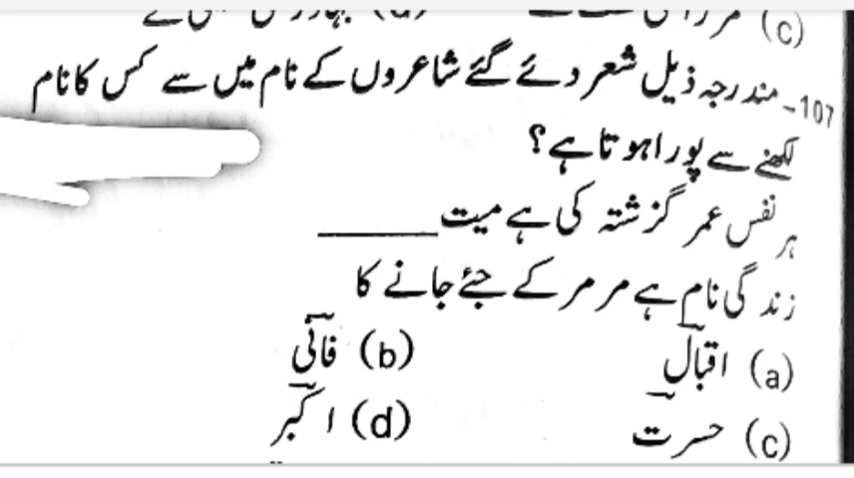 (c)
107- مندرجہ ذیل شعر دئے گئے شاعروں کے نام میں سے کس کا نام
لکھنے سے پورا ہوتا ہے؟
ہر نفس عمر گزشتہ کی ہے میت ______
زندگی نام ہے مر مر کے جئے جانے کا
(a) اقبالؔ (b) فانیؔ
(c) حسرتؔ (d) اکبرؔ